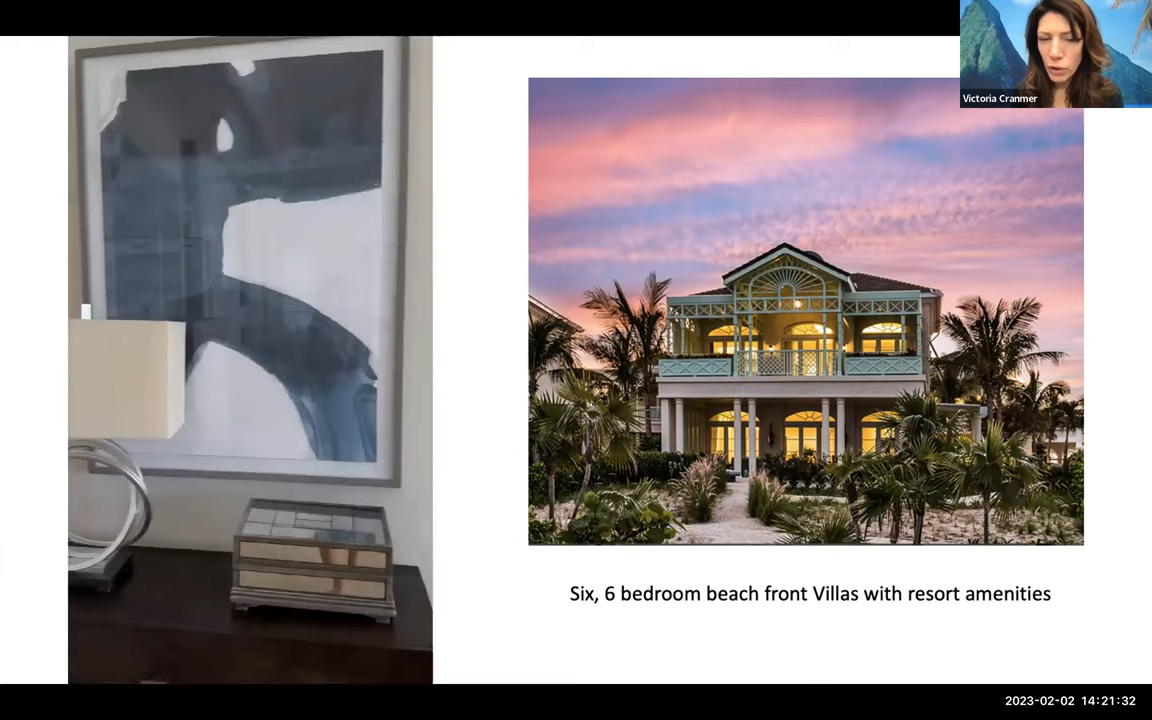 Victoria Cranmer
Six, 6 bedroom beach front Villas with resort amenities
2023-02-02 14:21:32